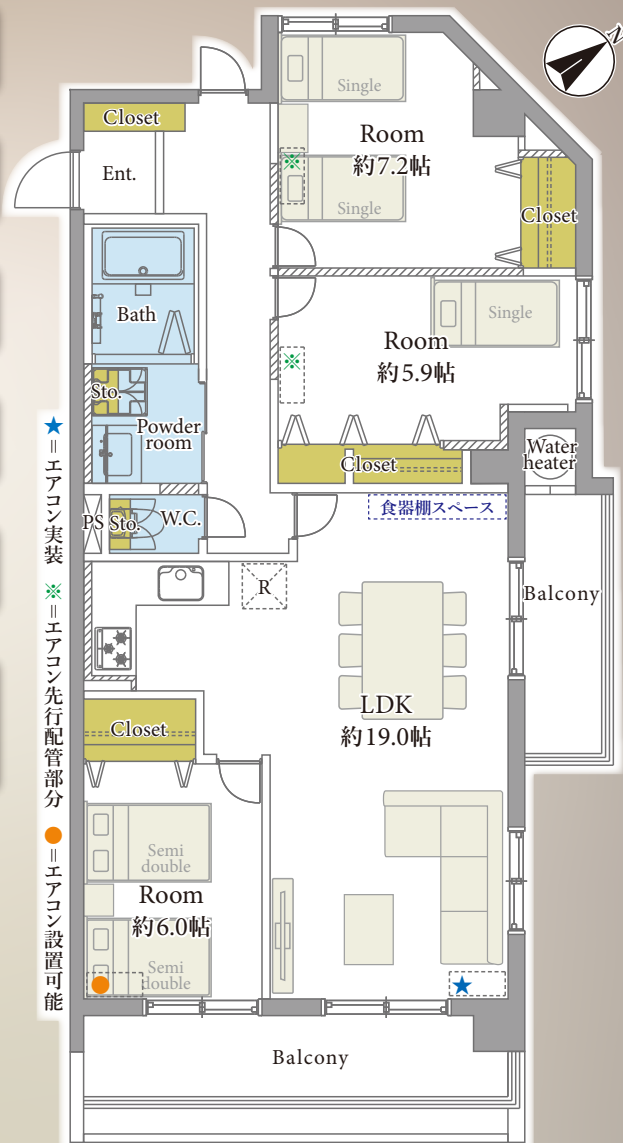 N
Closet
Ent.
Single
Room
約7.2帖
※
Single
Closet
Bath
Room
約5.9帖
Single
※
Sto.
Powder
room
Closet
Water
heater
PS
Sto.
W.C.
食器棚スペース
R
Balcony
LDK
約19.0帖
Closet
Semi
double
Room
約6.0帖
Semi
double
●
★
Balcony
★=エアコン実装 ※=エアコン先行配管部分 ●=エアコン設置可能